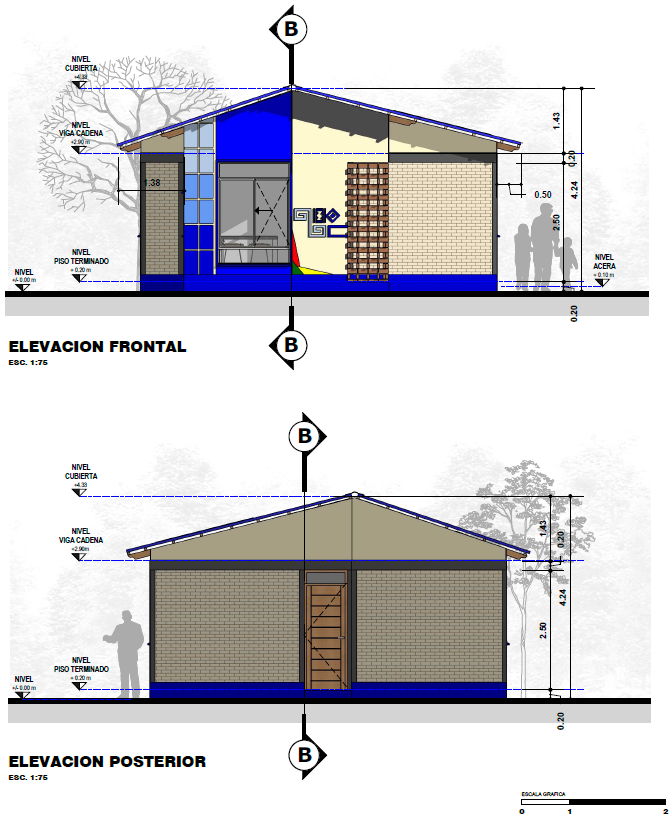 B
NIVEL
CUBIERTA
+4.38
NIVEL
VIGA CADENA
+2.90 m
1.38
NIVEL
PISO TERMINADO
+ 0.20 m
NIVEL
+/- 0.00 m
1.43
0.20
4.24
0.50
2.50
NIVEL
ACERA
+ 0.10 m
0.20
B
ELEVACION FRONTAL
ESC. 1:75
B
NIVEL
CUBIERTA
+4.33
NIVEL
VIGA CADENA
+2.90m
1.43
0.20
4.24
2.50
NIVEL
PISO TERMINADO
+ 0.20 m
NIVEL
+/- 0.00 m
0.20
B
ELEVACION POSTERIOR
ESC. 1:75
ESCALA GRAFICA
0 1 2